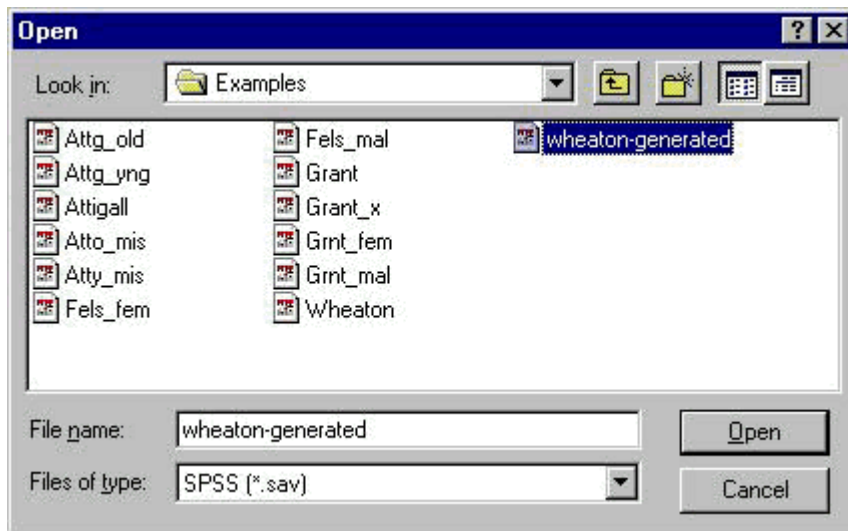 Open
Look in: Examples
Attg_old
Attg_yng
Attigall
Atto_mis
Atty_mis
Fels_fem
Fels_mal
Grant
Grant_x
Grnt_fem
Grnt_mal
Wheaton
wheaton-generated
File name: wheaton-generated
Open
Files of type: SPSS (*.sav)
Cancel